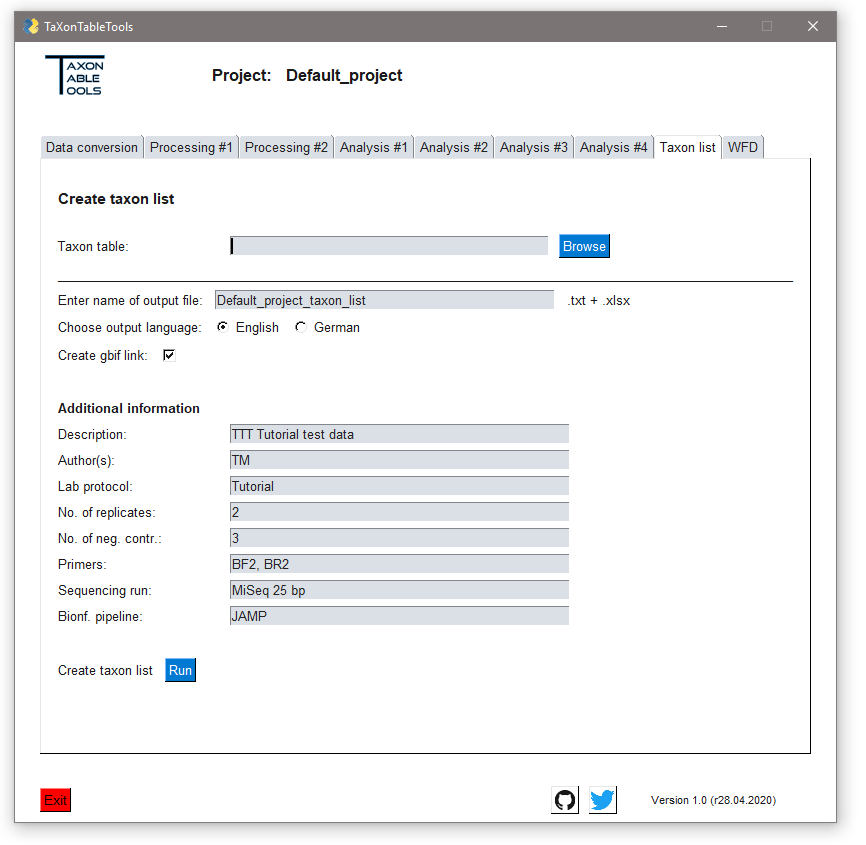 TaXonTableTools
TAXON
TABLE
TOOLS
Project: Default_project
Data conversion Processing #1 Processing #2 Analysis #1 Analysis #2 Analysis #3 Analysis #4 Taxon list WFD
Create taxon list
Taxon table: Browse
Enter name of output file: Default_project_taxon_list .txt + .xlsx
Choose output language: English German
Create gbif link:
Additional information
Description: TTT Tutorial test data
Author(s): TM
Lab protocol: Tutorial
No. of replicates: 2
No. of neg. contr.: 3
Primers: BF2, BR2
Sequencing run: MiSeq 25 bp
Bionf. pipeline: JAMP
Create taxon list Run
Exit Version 1.0 (r28.04.2020)